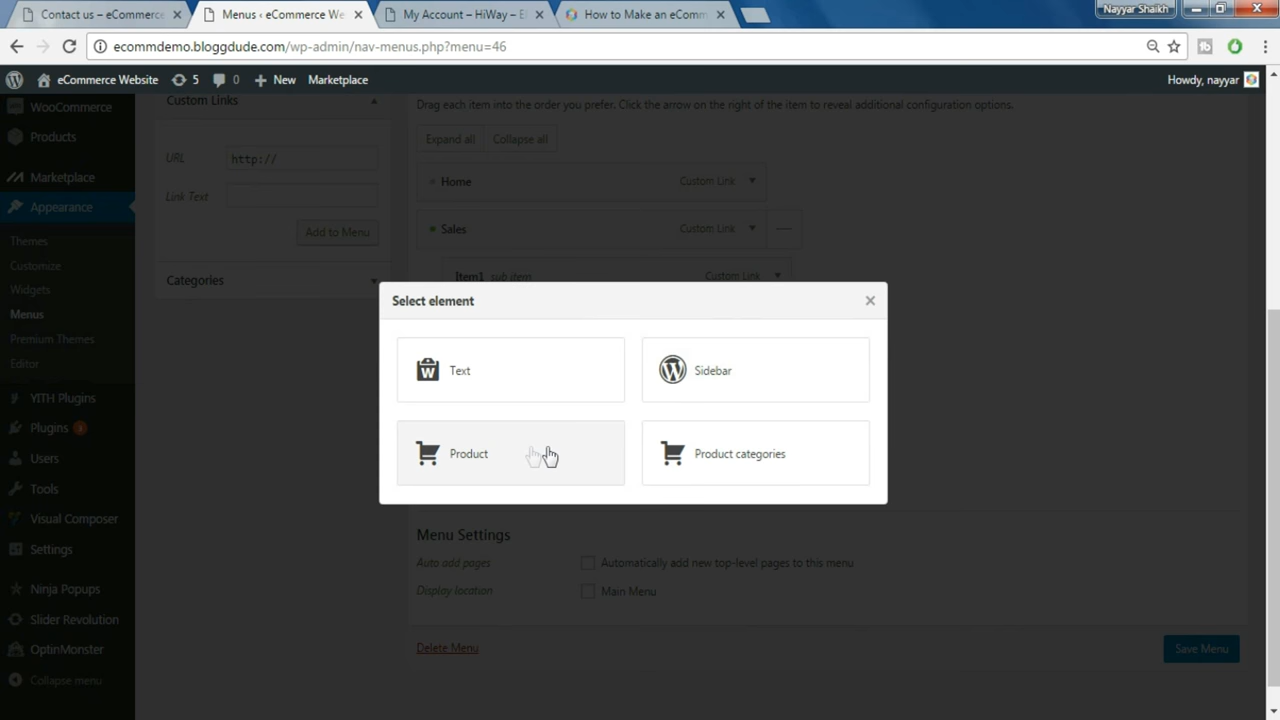 Contact us – eCommerce
Menus ‹ eCommerce We
My Account – HiWay – E
How to Make an eComm
Nayyar Shaikh
ecommdemo.bloggdude.com/wp-admin/nav-menus.php?menu=46
eCommerce Website
5
0
New
Marketplace
Howdy, nayyar
WooCommerce
Products
Marketplace
Appearance
Themes
Customize
Widgets
Menus
Premium Themes
Editor
YITH Plugins
Plugins 3
Users
Tools
Visual Composer
Settings
Ninja Popups
Slider Revolution
OptinMonster
Collapse menu
Custom Links
URL
http://
Link Text
Add to Menu
Categories
Drag each item into the order you prefer. Click the arrow on the right of the item to reveal additional configuration options.
Expand all
Collapse all
Home
Custom Link
Sales
Custom Link
Item1 sub item
Custom Link
Select element
Text
Sidebar
Product
Product categories
Menu Settings
Auto add pages
Automatically add new top-level pages to this menu
Display location
Main Menu
Delete Menu
Save Menu